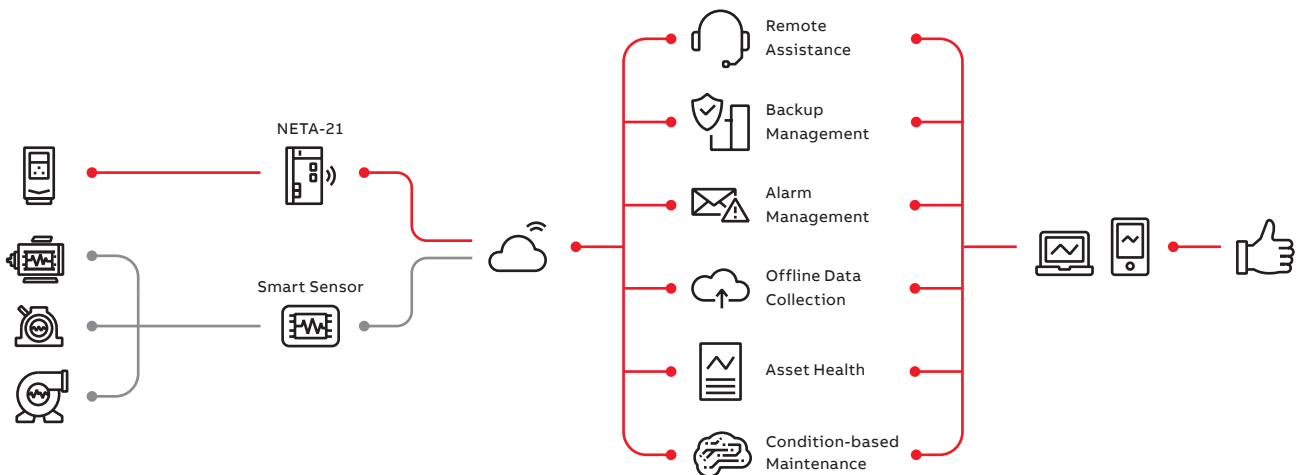 NETA-21
Smart Sensor
Remote
Assistance
Backup
Management
Alarm
Management
Offline Data
Collection
Asset Health
Condition-based
Maintenance